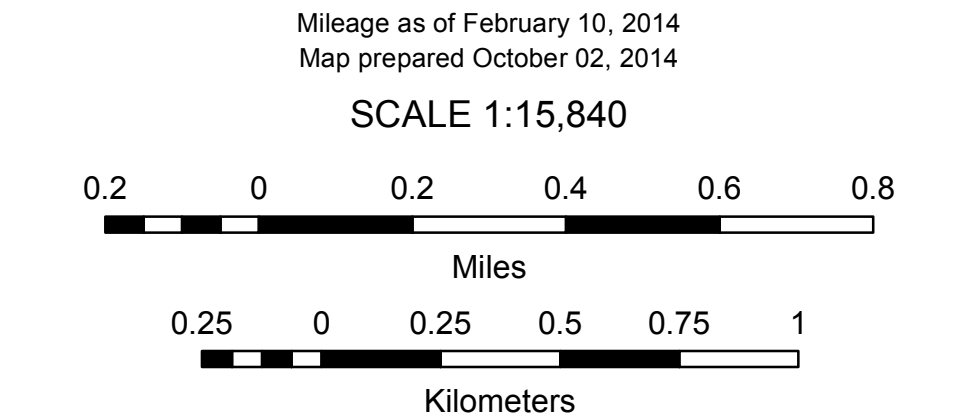 Mileage as of February 10, 2014
Map prepared October 02, 2014
SCALE 1:15,840
0.2 0 0.2 0.4 0.6 0.8
Miles
0.25 0 0.25 0.5 0.75 1
Kilometers